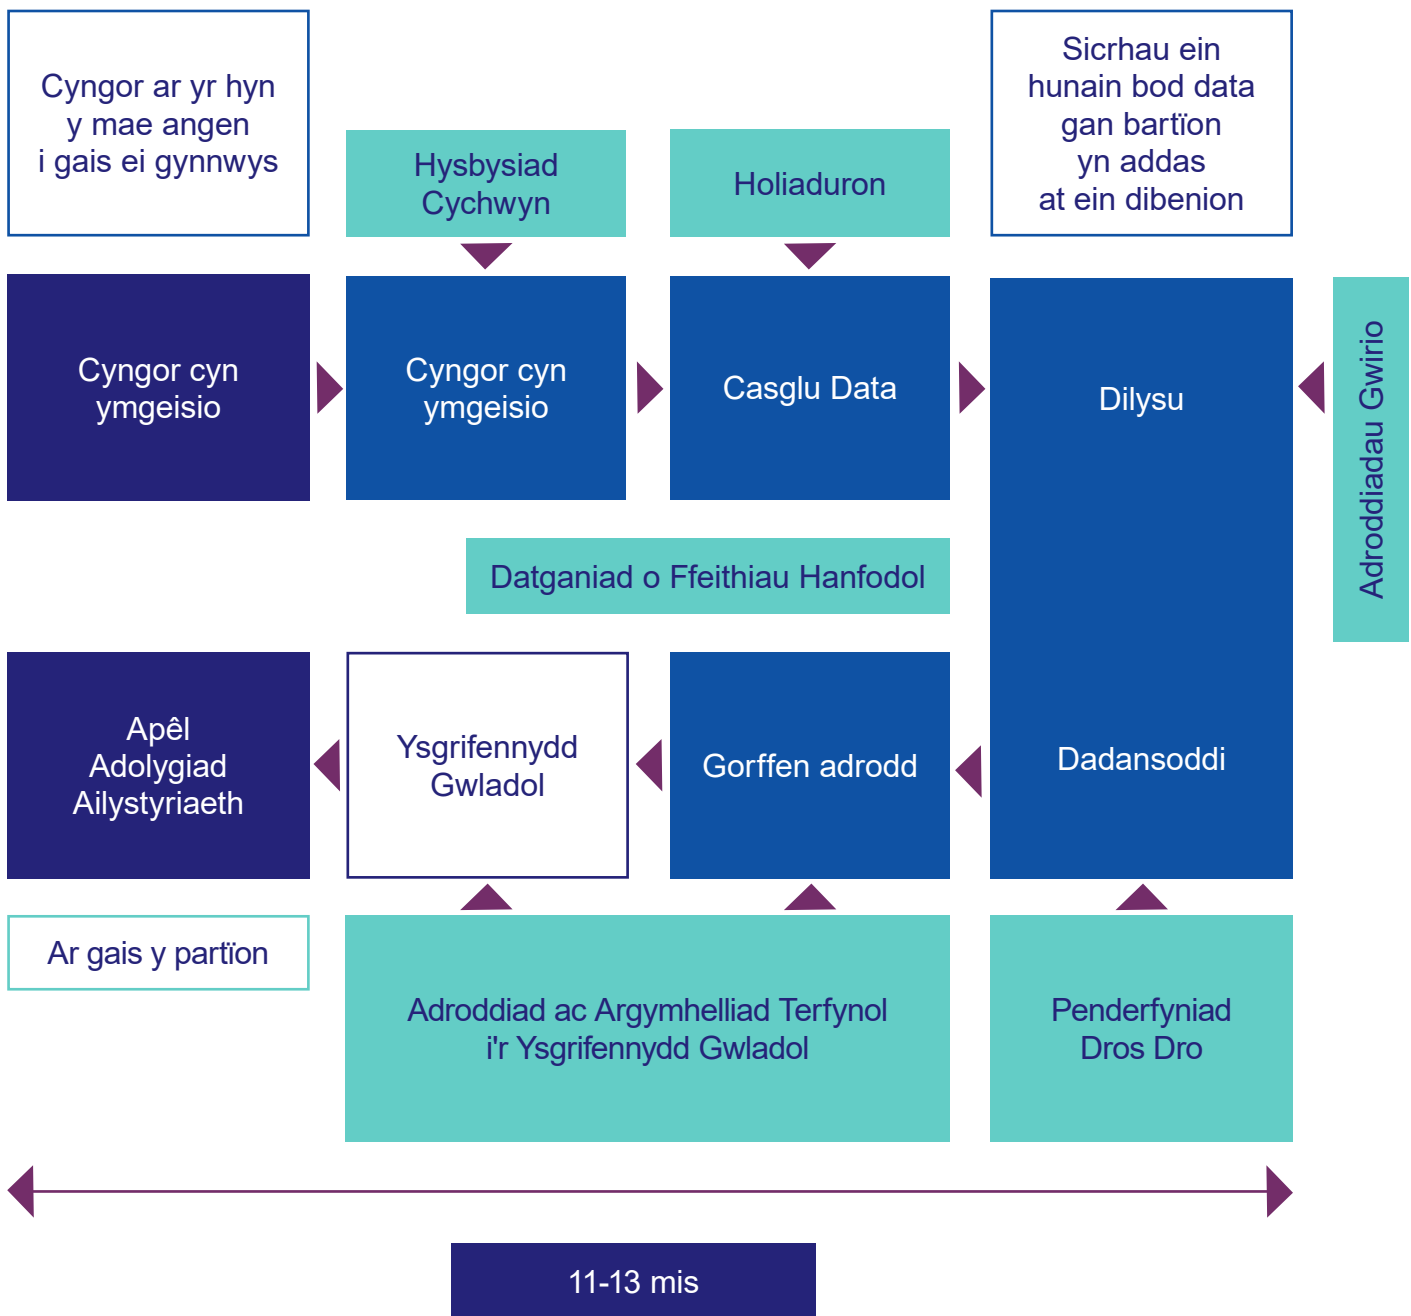 Cyngor ar yr hyn
y mae angen
i gais ei gynnwys
Hysbysiad
Cychwyn
Holiaduron
Sicrhau ein
hunain bod data
gan bartïon
yn addas
at ein dibenion
Cyngor cyn
ymgeisio
Cyngor cyn
ymgeisio
Casglu Data
Dilysu
Adroddiadau Gwirio
Datganiad o Ffeithiau Hanfodol
Apêl
Adolygiad
Ailystyriaeth
Ysgrifennydd
Gwladol
Gorffen adrodd
Dadansoddi
Ar gais y partïon
Adroddiad ac Argymhelliad Terfynol
i'r Ysgrifennydd Gwladol
Penderfyniad
Dros Dro
11-13 mis